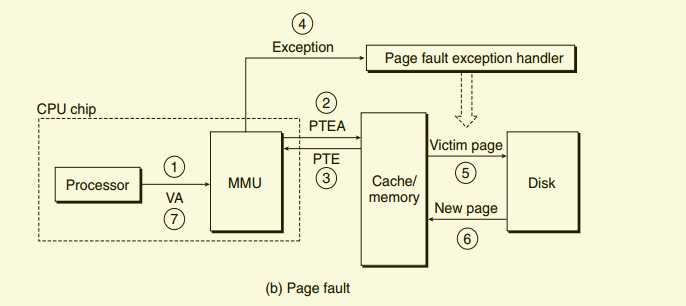 4
Exception
Page fault exception handler
CPU chip
2
PTEA
PTE
3
1
VA
7
Processor
MMU
Cache/
memory
Victim page
5
New page
6
Disk
(b) Page fault